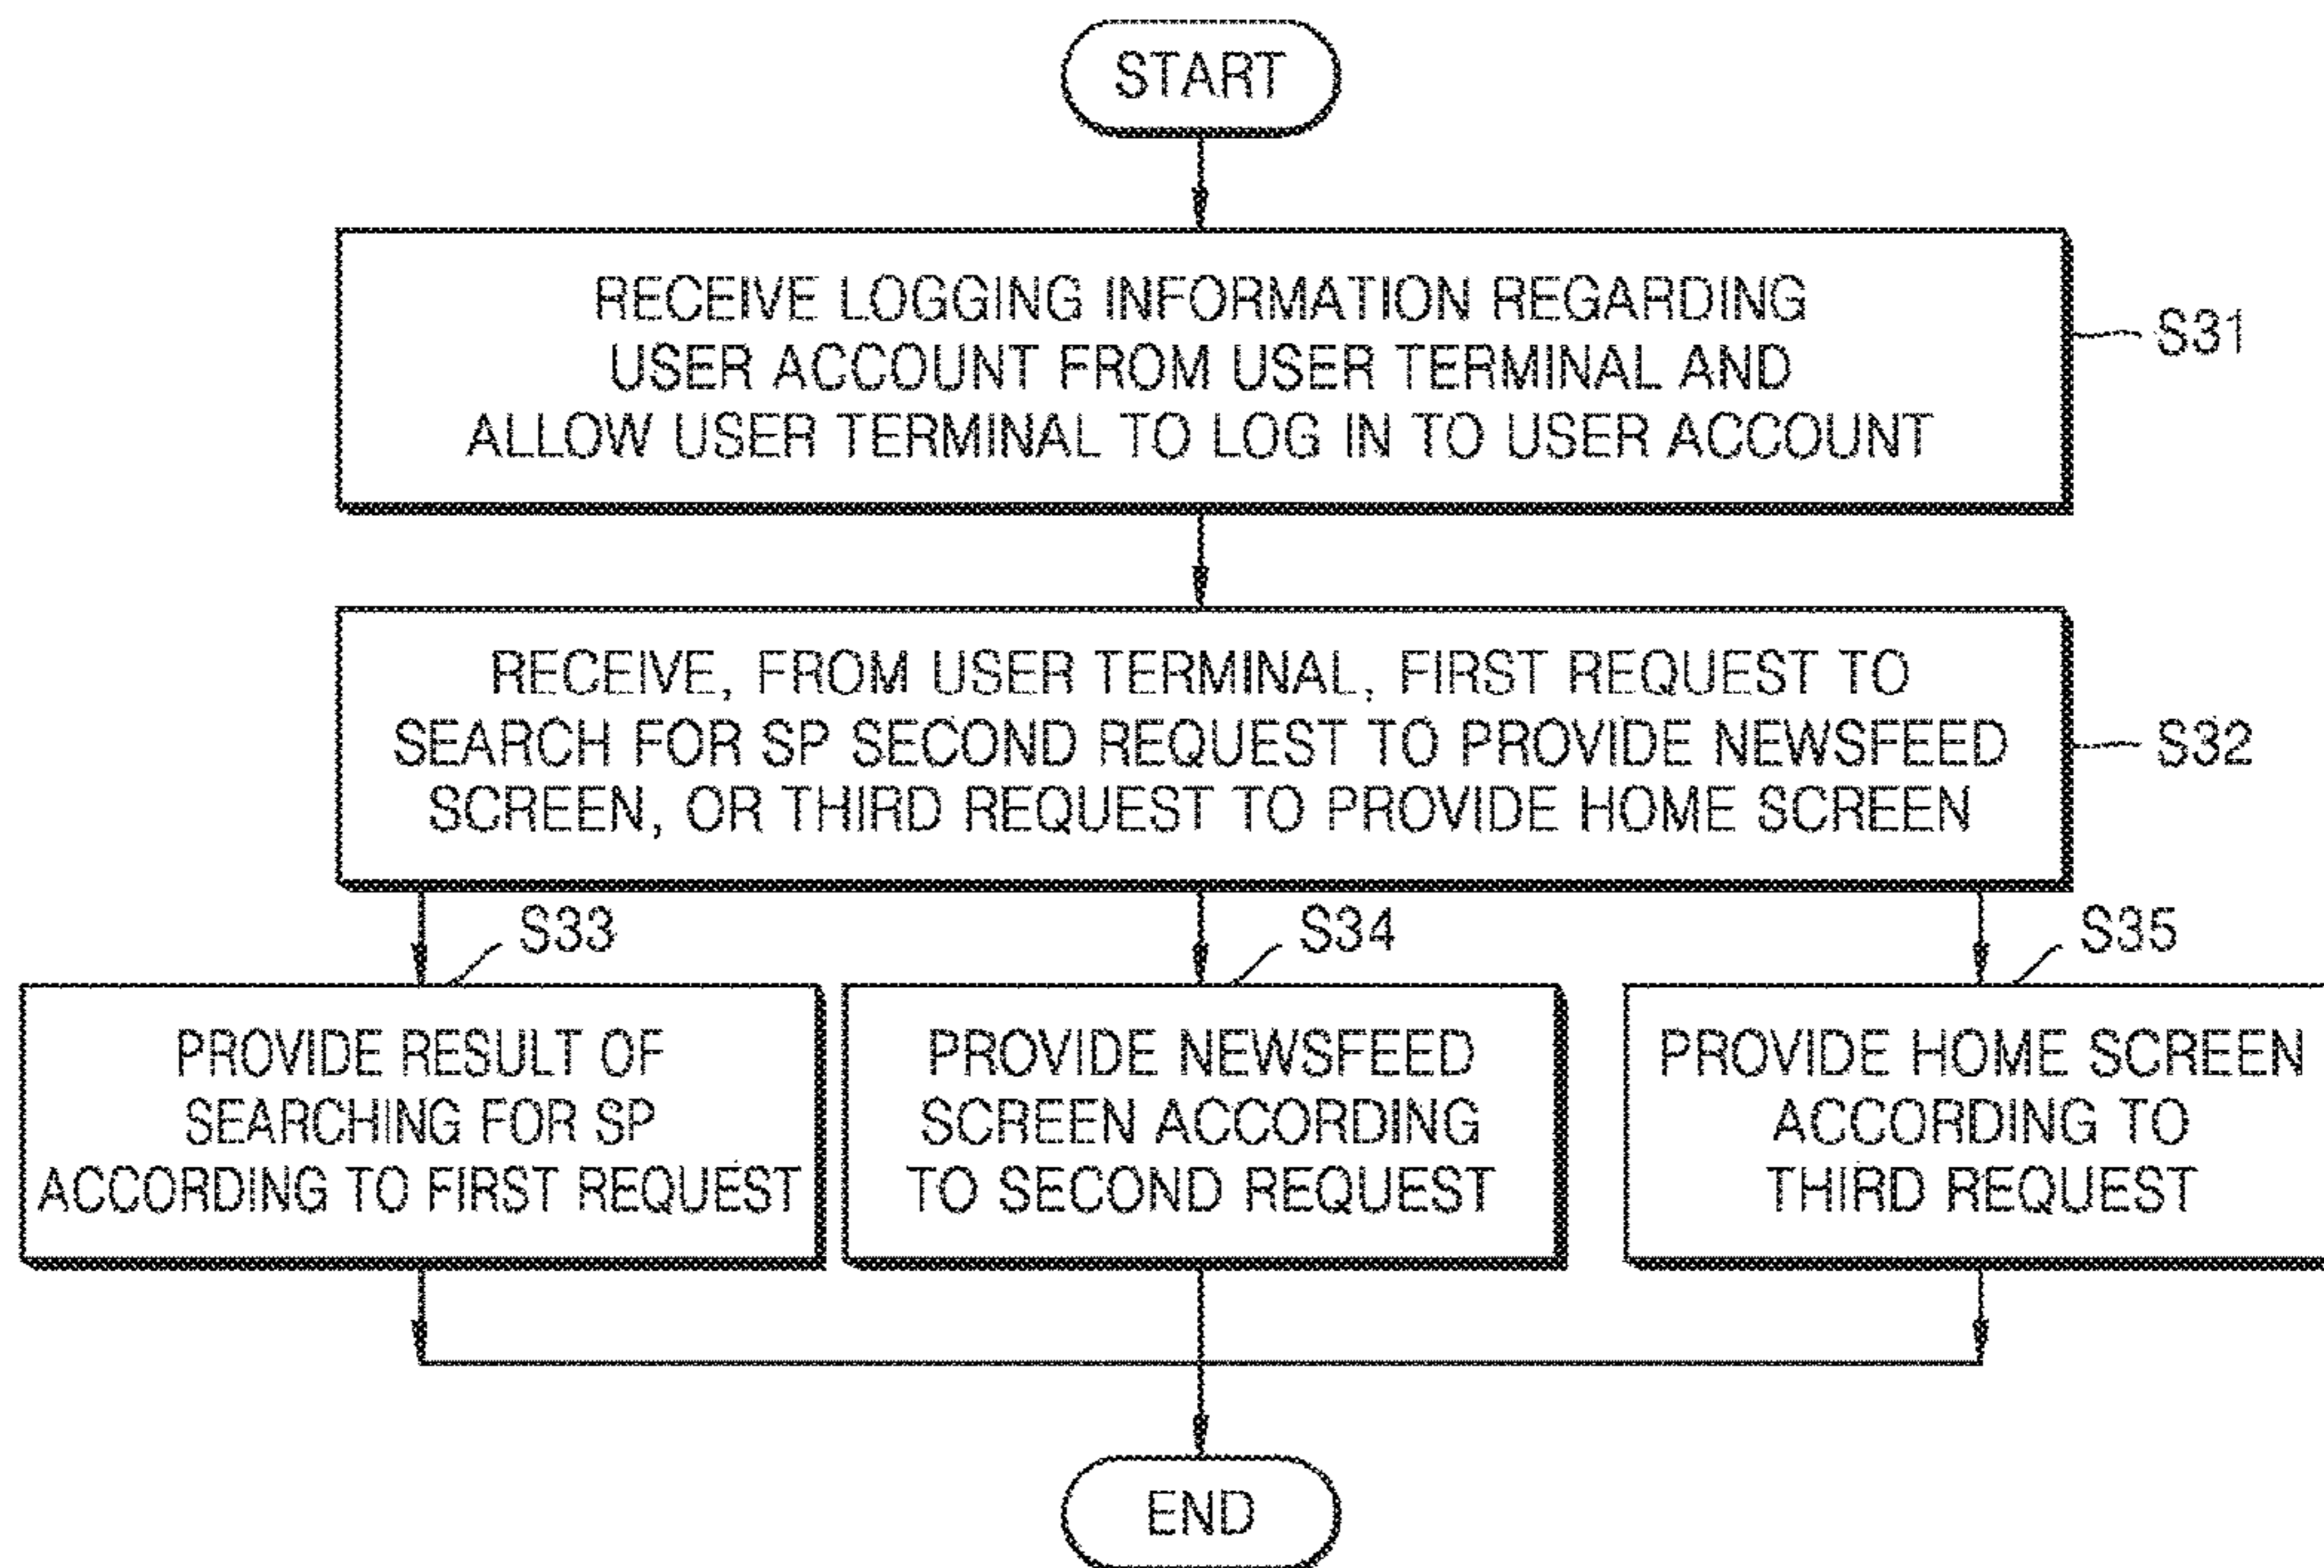 START
RECEIVE LOGGING INFORMATION REGARDING
USER ACCOUNT FROM USER TERMINAL AND
ALLOW USER TERMINAL TO LOG IN TO USER ACCOUNT
S31
RECEIVE, FROM USER TERMINAL, FIRST REQUEST TO
SEARCH FOR SP SECOND REQUEST TO PROVIDE NEWSFEED
SCREEN, OR THIRD REQUEST TO PROVIDE HOME SCREEN
S32
S33
PROVIDE RESULT OF
SEARCHING FOR SP
ACCORDING TO FIRST REQUEST
S34
PROVIDE NEWSFEED
SCREEN ACCORDING
TO SECOND REQUEST
S35
PROVIDE HOME SCREEN
ACCORDING TO
THIRD REQUEST
END